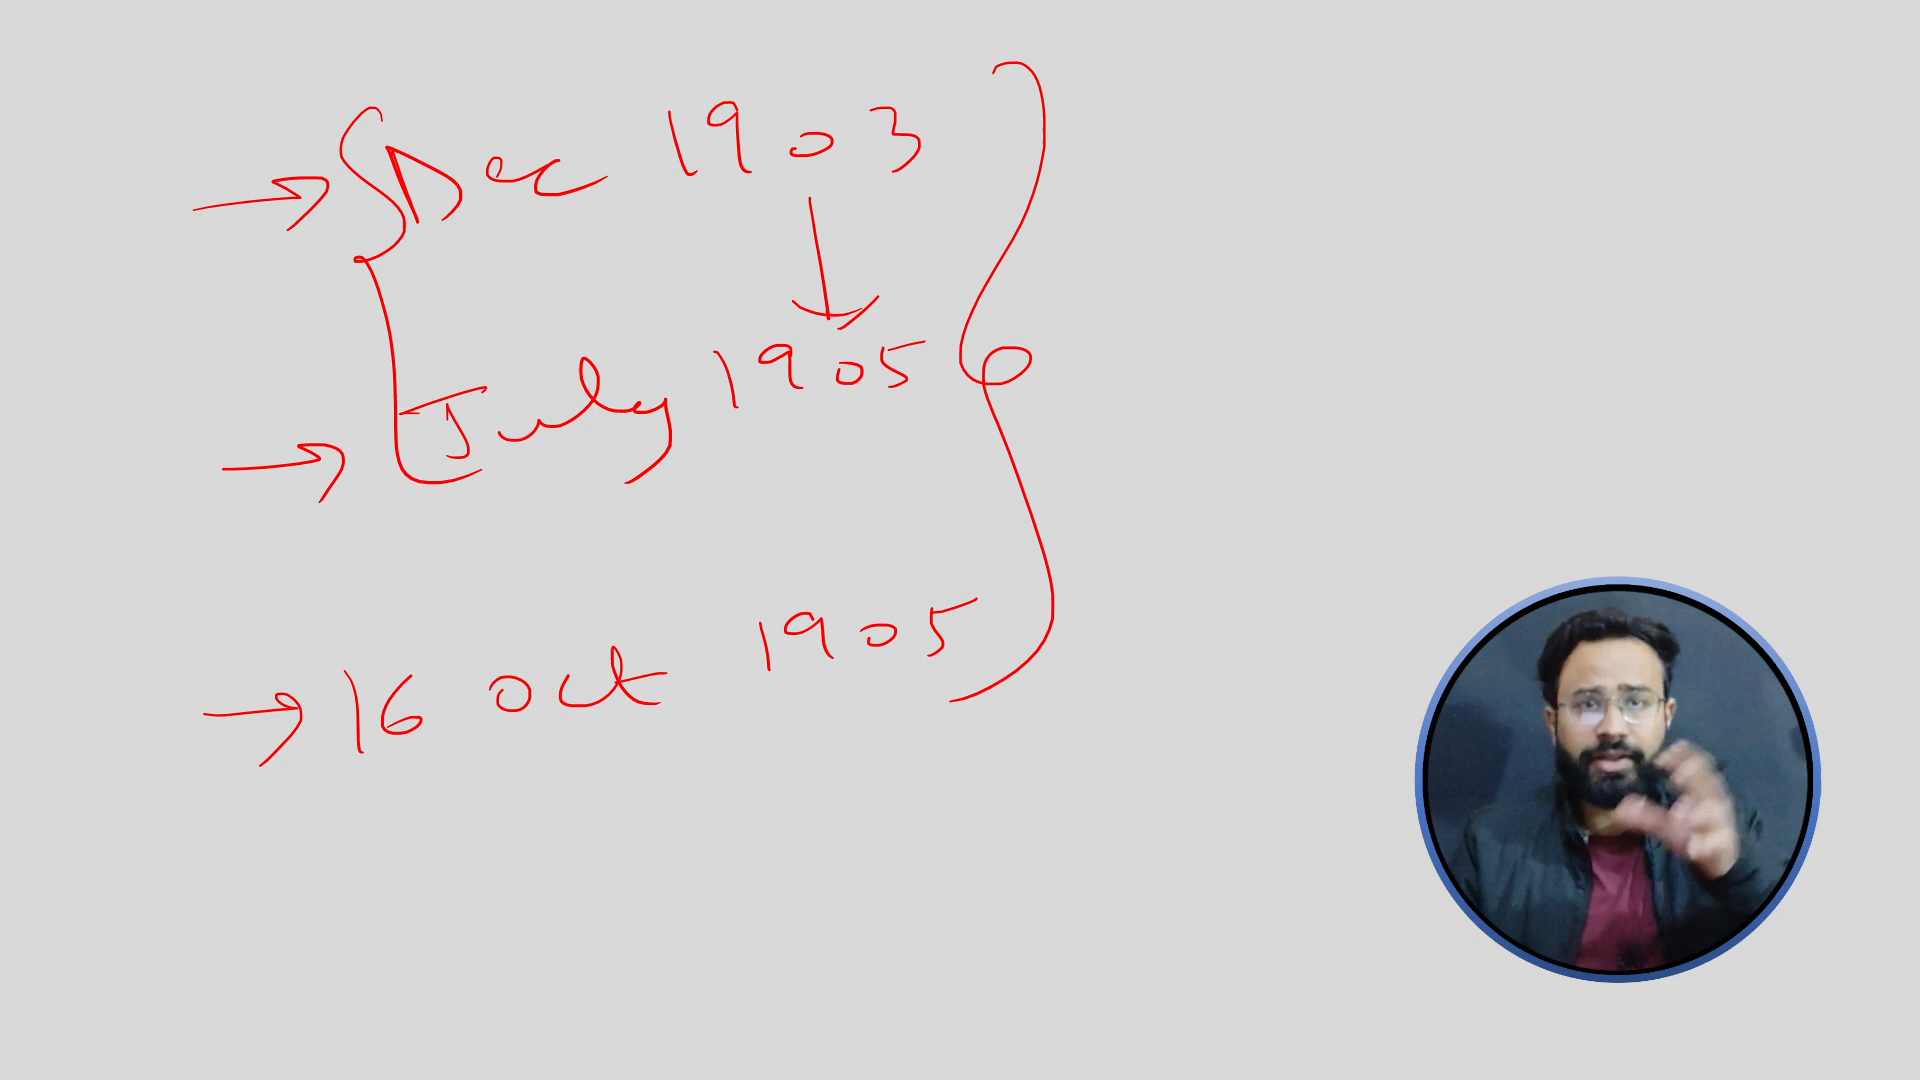 → Dec 1903
↓
→ July 1905
→ 16 Oct 1905